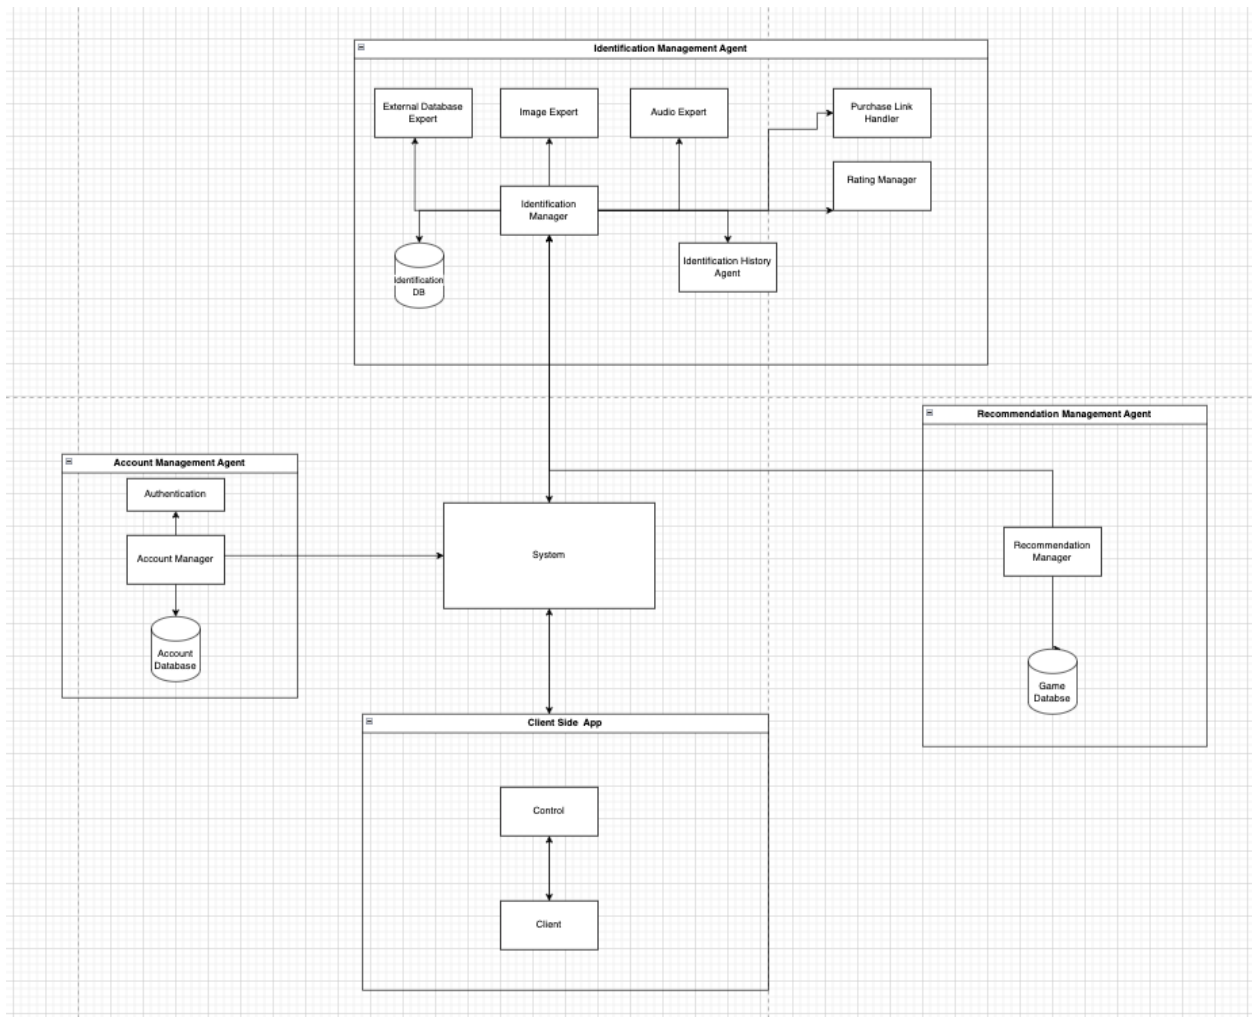 Identification Management Agent
External Database
Expert
Image Expert
Audio Expert
Purchase Link
Handler
Rating Manager
Identification
Manager
Identification History
Agent
Identification
DB
Recommendation Management Agent
Account Management Agent
Authentication
Account Manager
System
Recommendation
Manager
Account
Database
Game
Databse
Client Side App
Control
Client